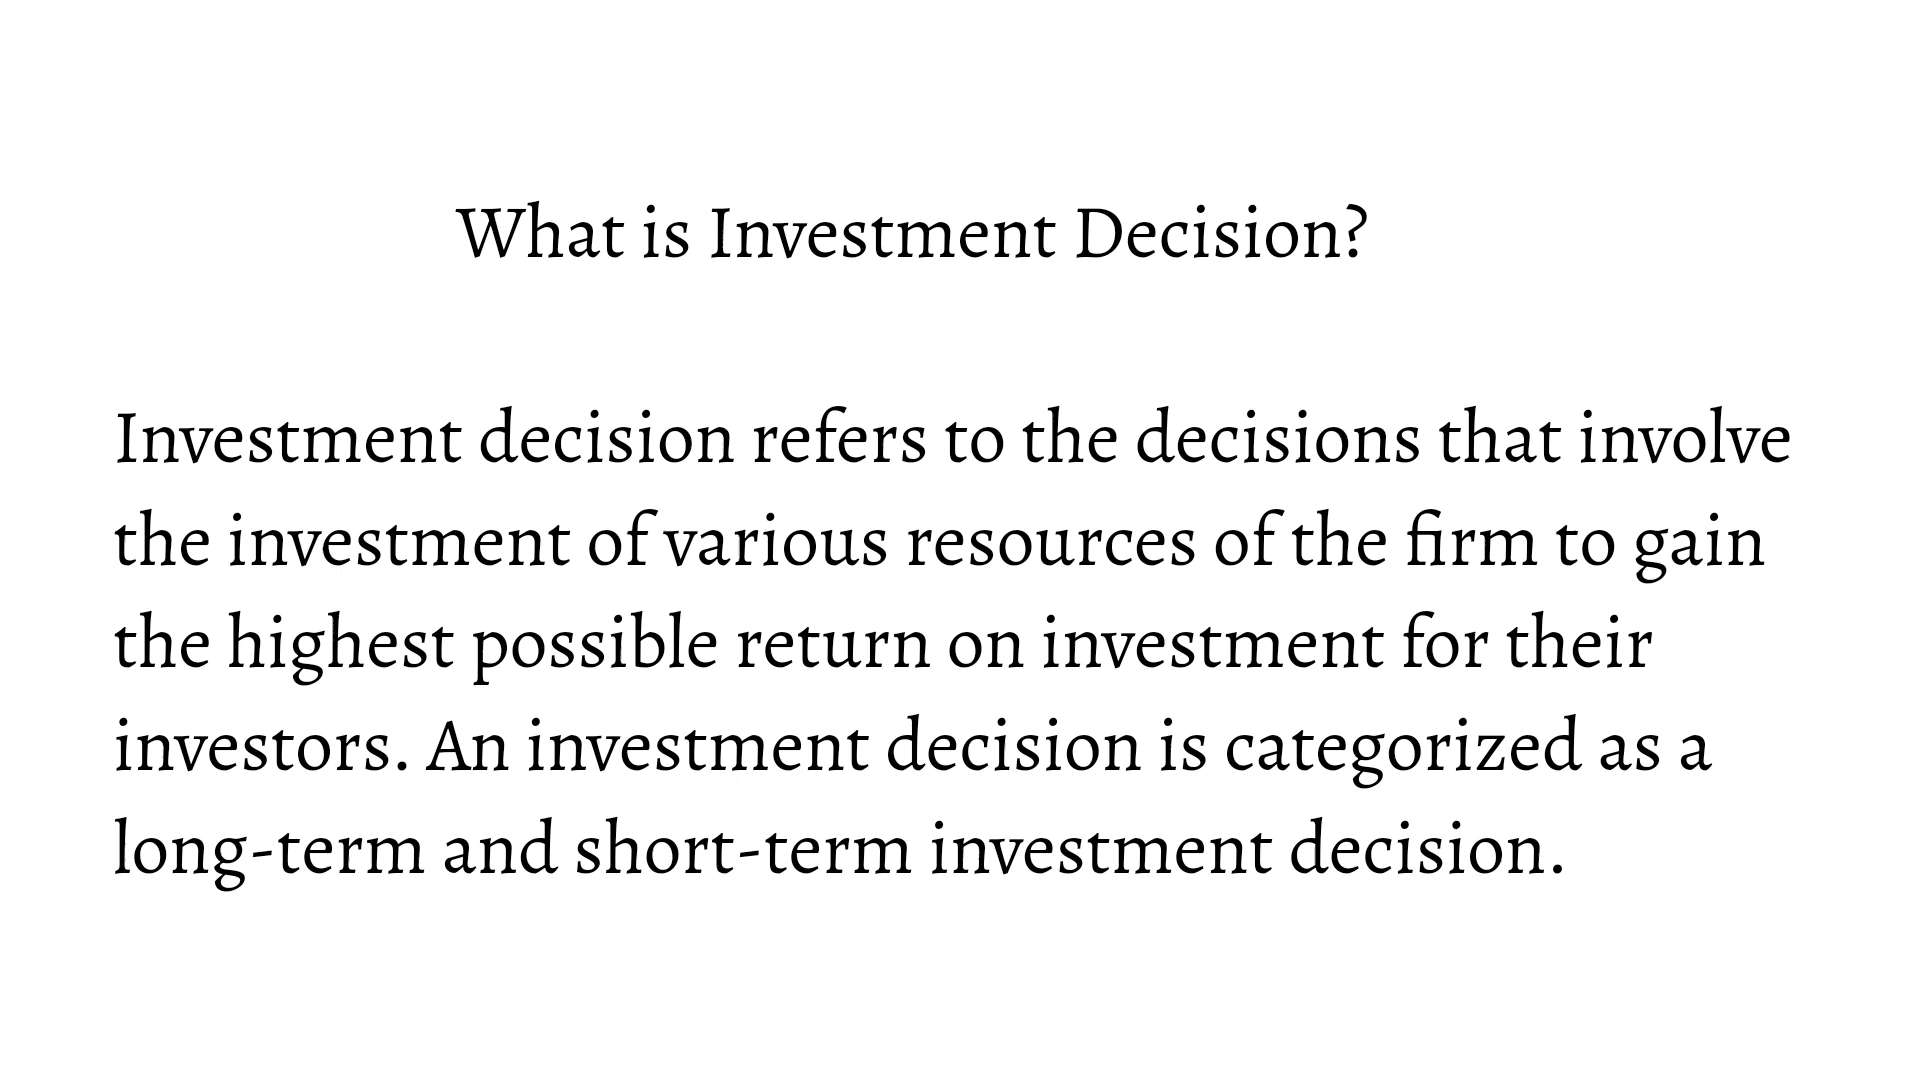 What is Investment Decision?
Investment decision refers to the decisions that involve
the investment of various resources of the firm to gain
the highest possible return on investment for their
investors. An investment decision is categorized as a
long-term and short-term investment decision.